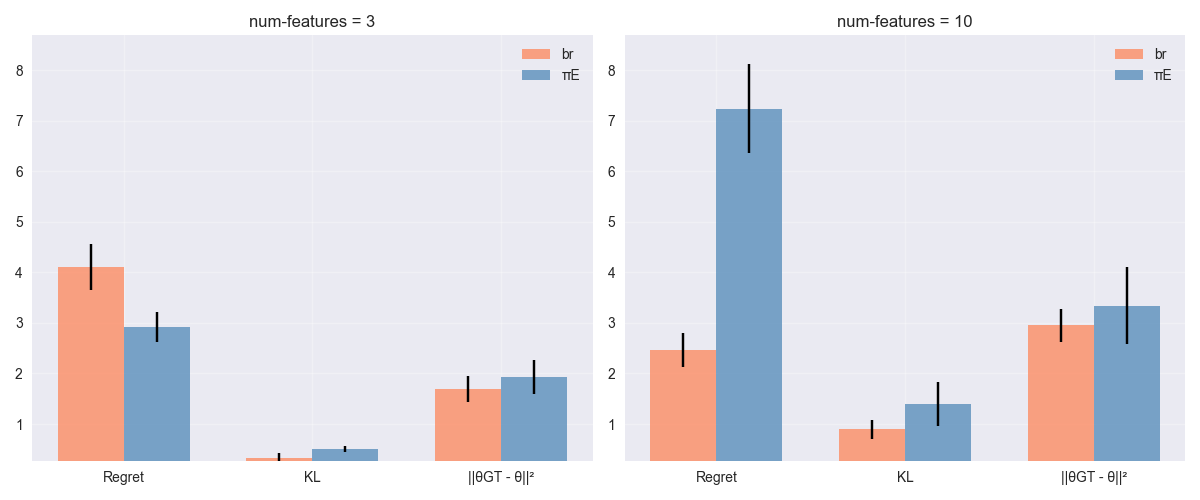 num-features = 3
br
πE
8
7
6
5
4
3
2
1
Regret
KL
||θGT - θ||²
num-features = 10
br
πE
8
7
6
5
4
3
2
1
Regret
KL
||θGT - θ||²